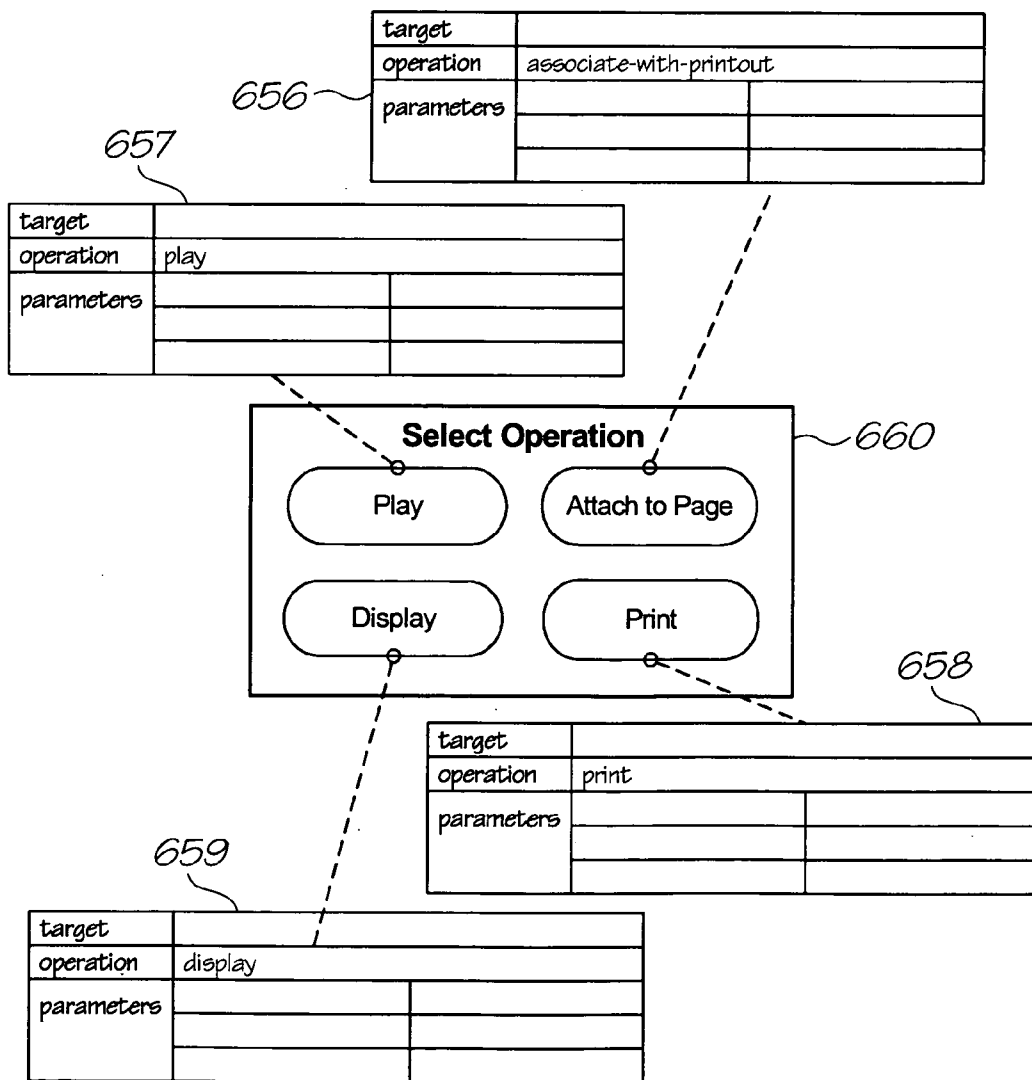 target
operation associate-with-printout
parameters
656
657
target
operation play
parameters
Select Operation
660
Play Attach to Page
Display Print
658
target
operation print
parameters
659
target
operation display
parameters